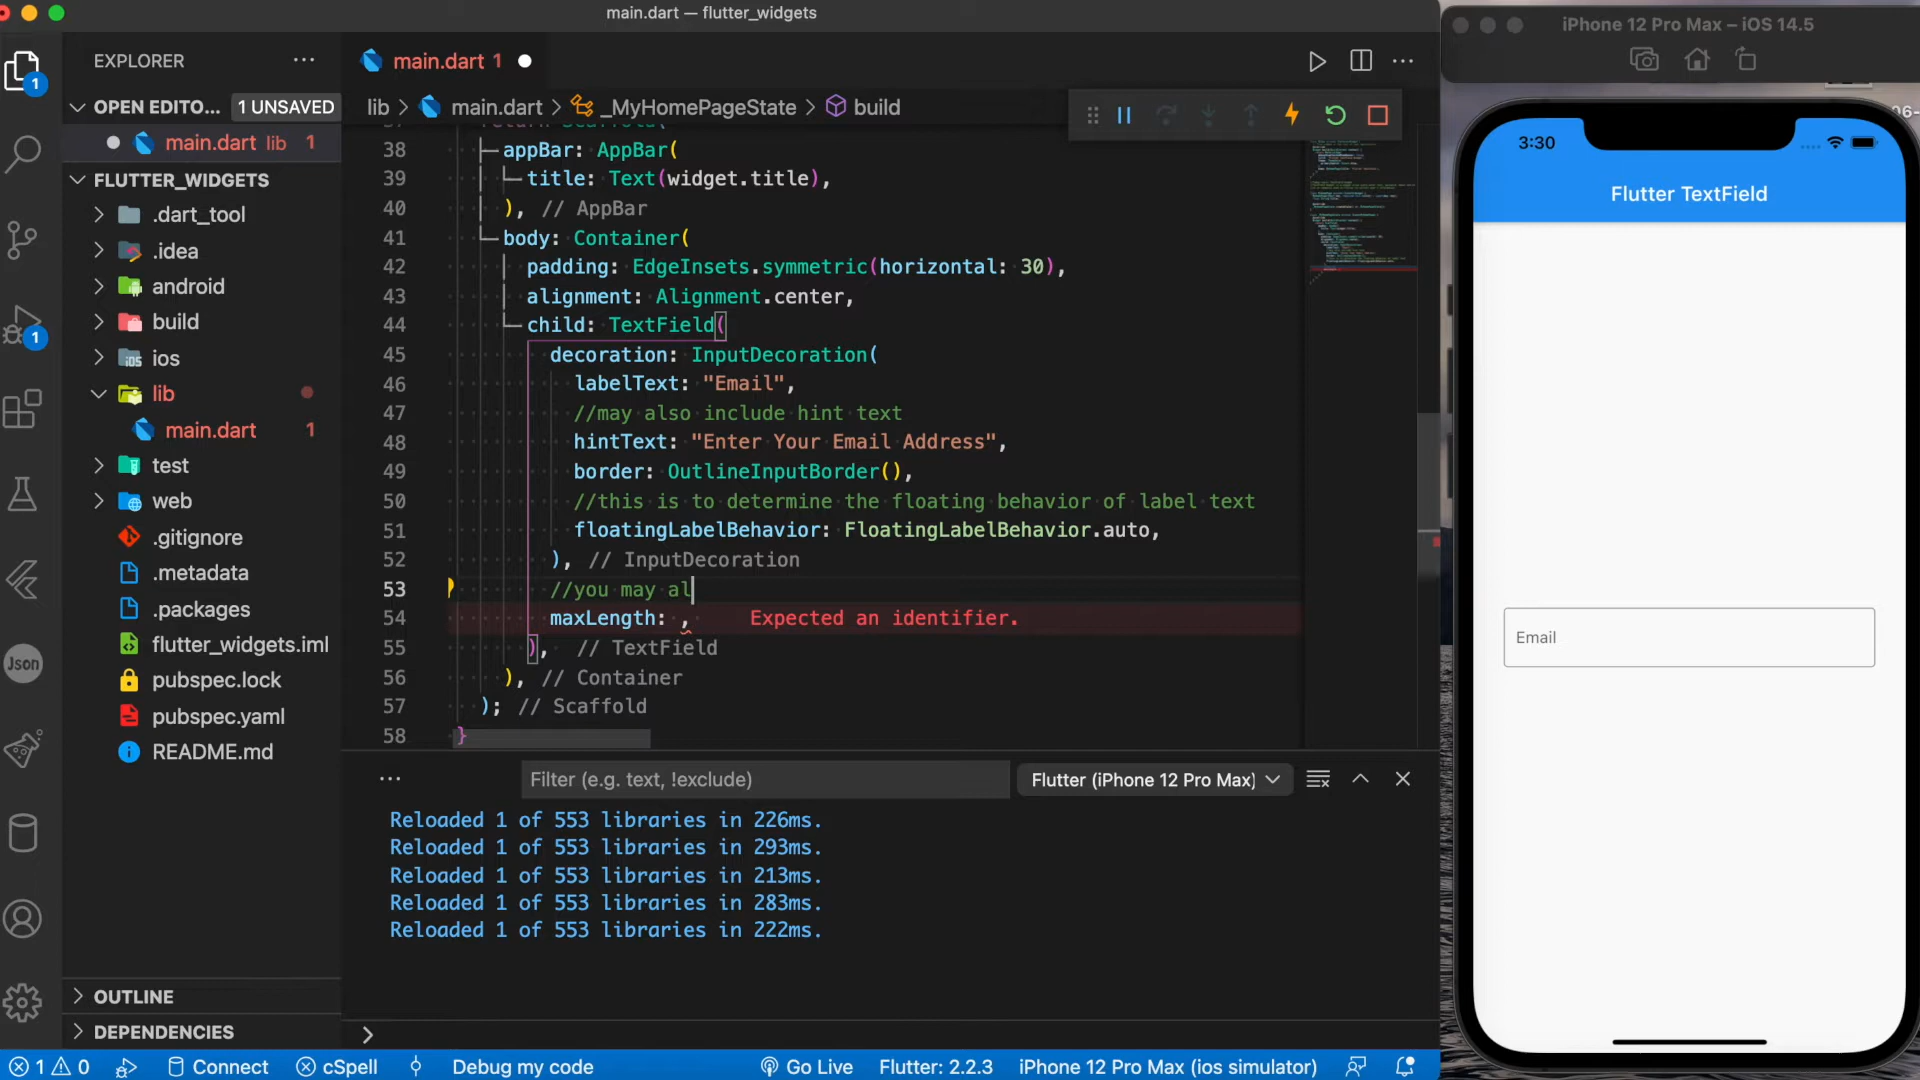 main.dart — flutter_widgets
iPhone 12 Pro Max – iOS 14.5
EXPLORER
main.dart 1
1
OPEN EDITO... 1 UNSAVED
lib > main.dart > _MyHomePageState > build
main.dart lib 1
FLUTTER_WIDGETS
.dart_tool
.idea
android
build
1
ios
lib
main.dart 1
test
web
.gitignore
.metadata
.packages
flutter_widgets.iml
Json
pubspec.lock
pubspec.yaml
README.md
38 appBar: AppBar(
39 title: Text(widget.title),
40 ), // AppBar
41 body: Container(
42 padding: EdgeInsets.symmetric(horizontal: 30),
43 alignment: Alignment.center,
44 child: TextField(
45 decoration: InputDecoration(
46 labelText: "Email",
47 //may also include hint text
48 hintText: "Enter Your Email Address",
49 border: OutlineInputBorder(),
50 //this is to determine the floating behavior of label text
51 floatingLabelBehavior: FloatingLabelBehavior.auto,
52 ), // InputDecoration
53 //you may al
54 maxLength: , Expected an identifier.
55 ), // TextField
56 ), // Container
57 ); // Scaffold
58 }
Filter (e.g. text, !exclude)
Flutter (iPhone 12 Pro Max)
Reloaded 1 of 553 libraries in 226ms.
Reloaded 1 of 553 libraries in 293ms.
Reloaded 1 of 553 libraries in 213ms.
Reloaded 1 of 553 libraries in 283ms.
Reloaded 1 of 553 libraries in 222ms.
OUTLINE
DEPENDENCIES
1 0 Connect cSpell Debug my code Go Live Flutter: 2.2.3 iPhone 12 Pro Max (ios simulator)
3:30
Flutter TextField
Email